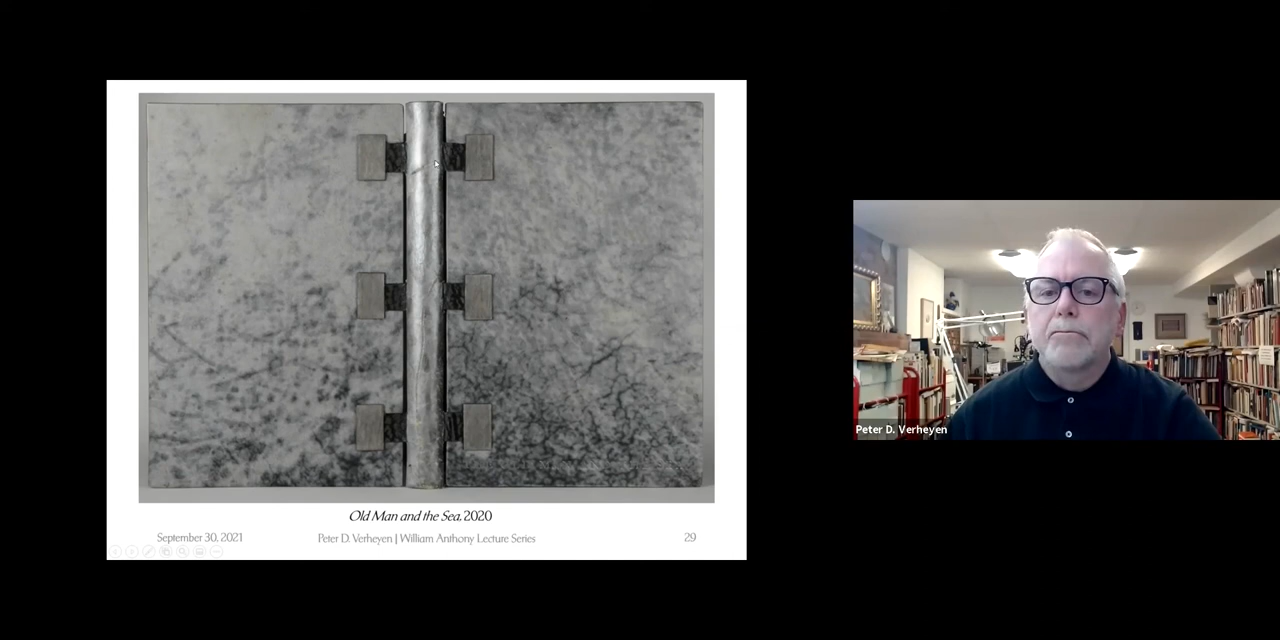 Old Man and the Sea. 2020
September 30, 2021
Peter D. Verheyen | William Anthony Lecture Series
29
Peter D. Verheyen